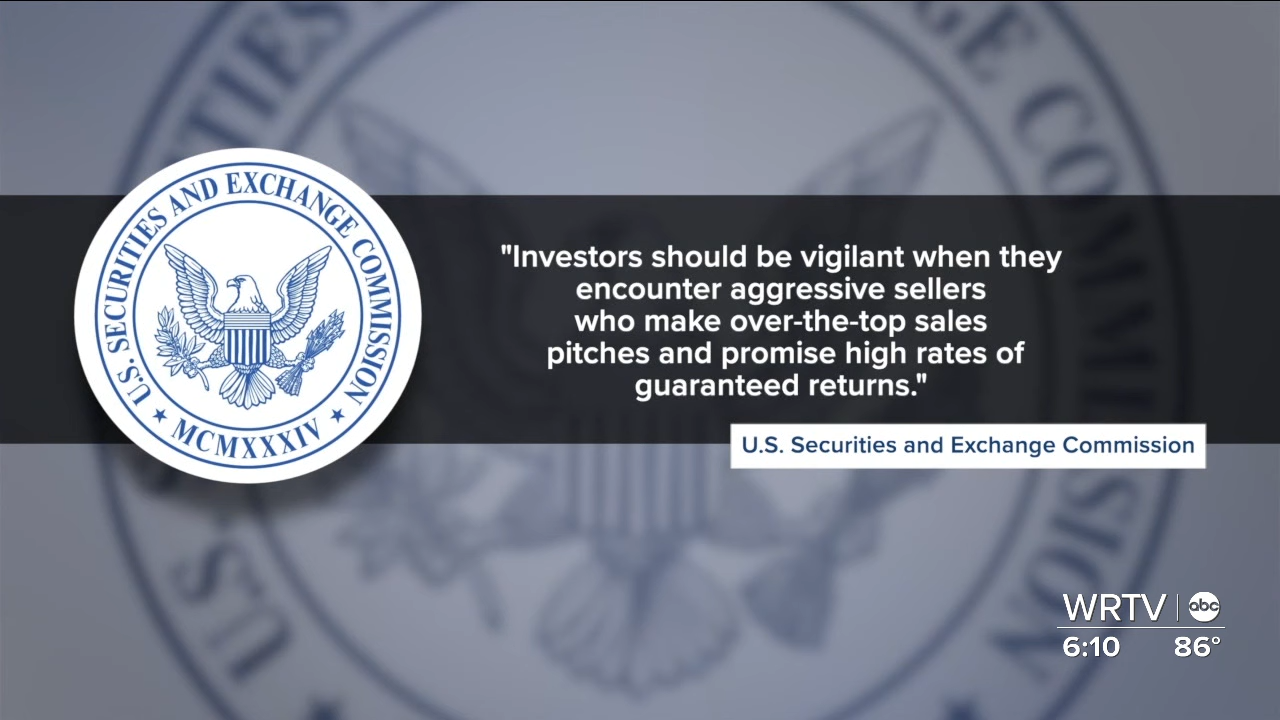 U.S. SECURITIES AND EXCHANGE COMMISSION
MCMXXXIV
"Investors should be vigilant when they
encounter aggressive sellers
who make over-the-top sales
pitches and promise high rates of
guaranteed returns."
U.S. Securities and Exchange Commission
WRTV abc
6:10 86°